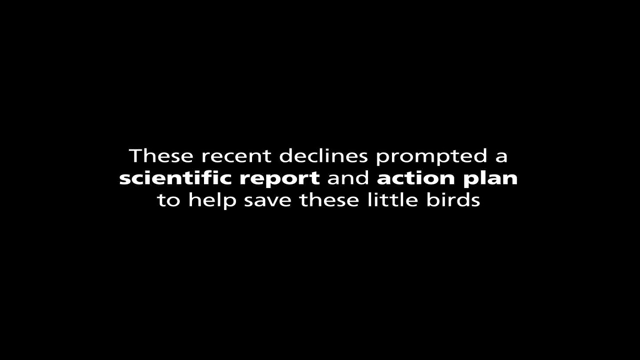 These recent declines prompted a
scientific report and action plan
to help save these little birds